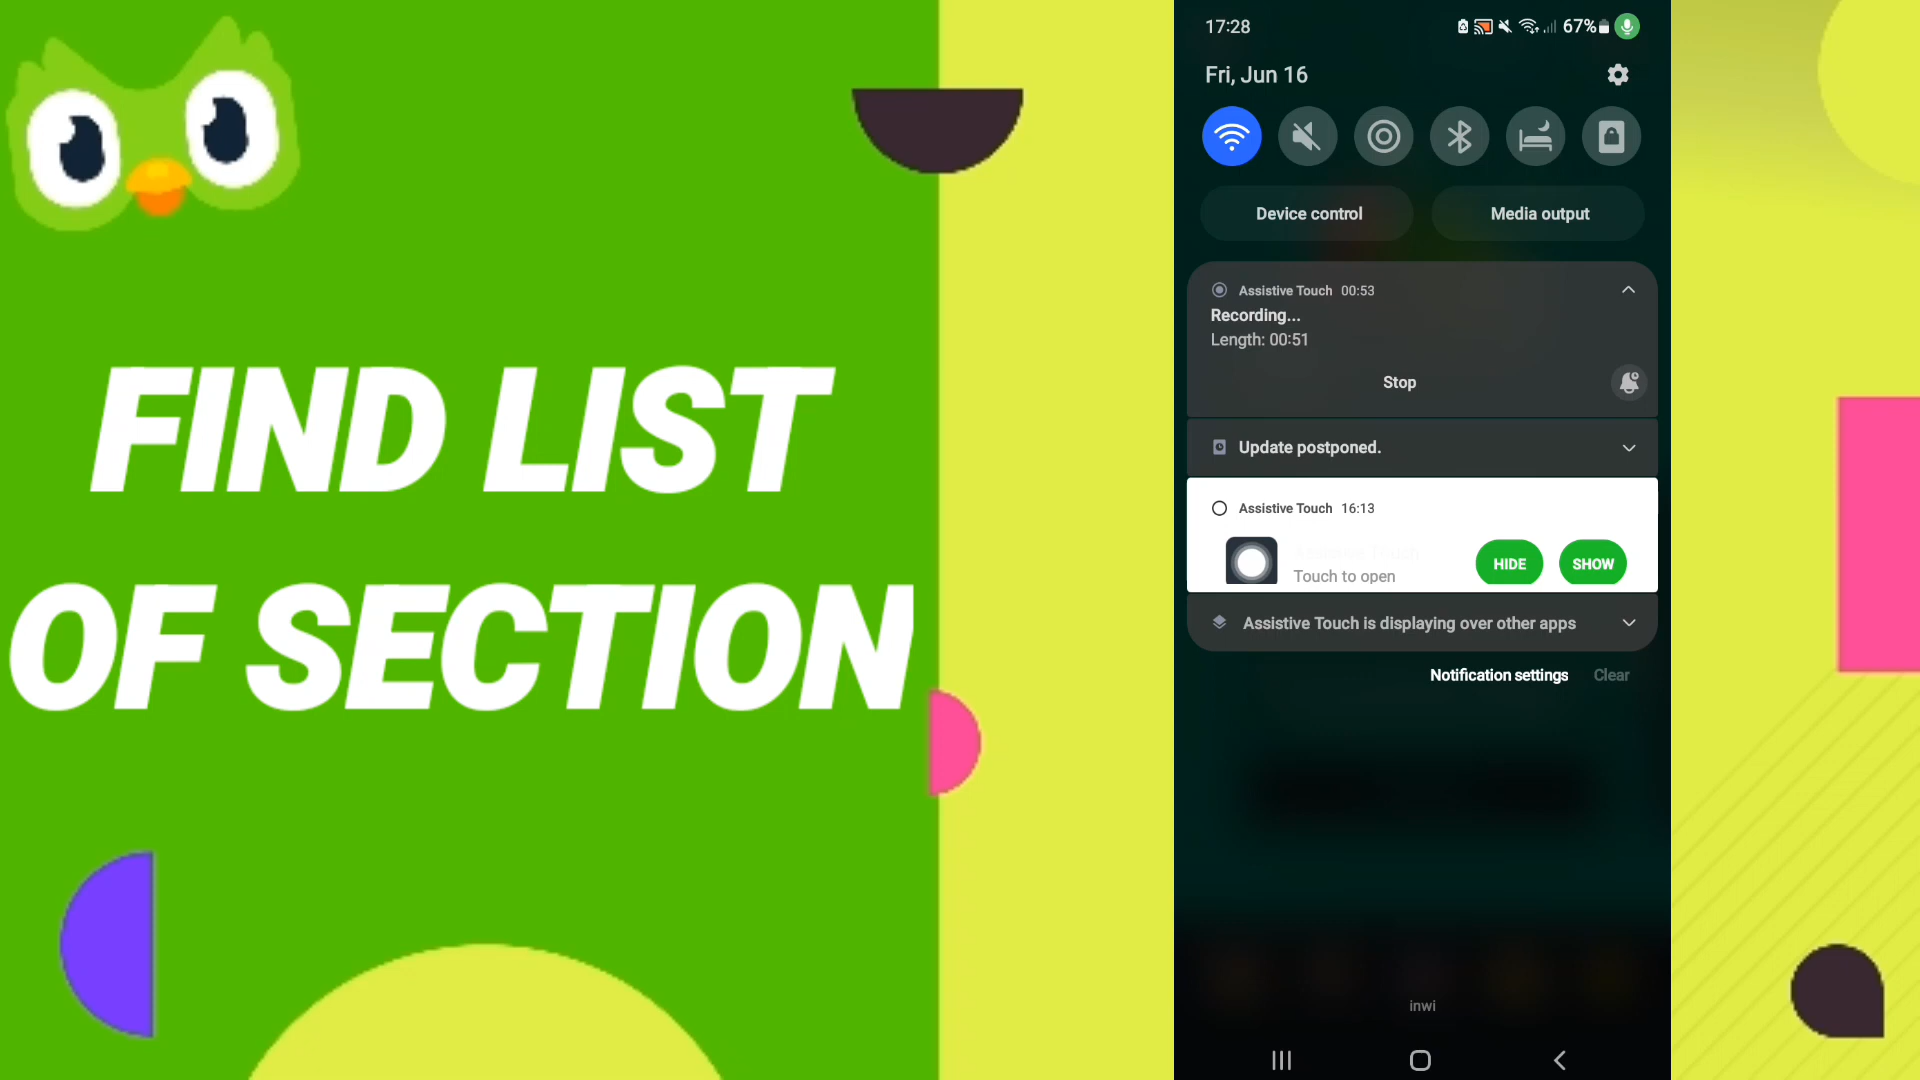 FIND LIST
OF SECTION
17:28
67%
Fri, Jun 16
Device control
Media output
Assistive Touch 00:53
Recording...
Length: 00:51
Stop
Update postponed.
Assistive Touch 16:13
Touch to open
HIDE
SHOW
Assistive Touch is displaying over other apps
Notification settings
Clear
inwi